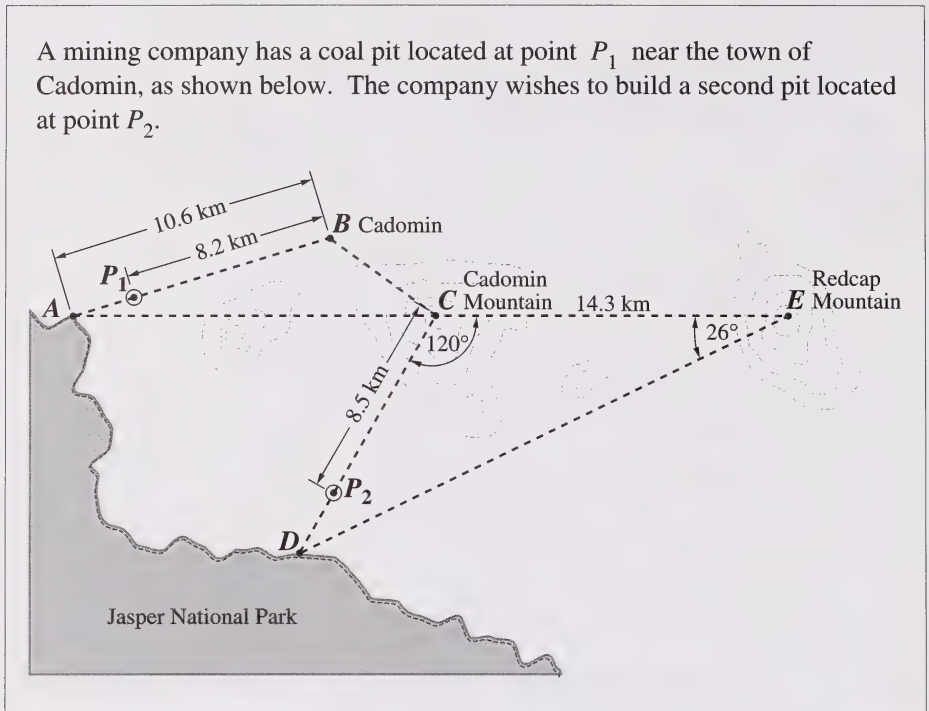 A mining company has a coal pit located at point P₁ near the town of
Cadomin, as shown below. The company wishes to build a second pit located
at point P₂.
10.6 km
8.2 km
B Cadomin
P₁
A
Cadomin
C Mountain
14.3 km
Redcap
E Mountain
120°
26°
8.5 km
P₂
D
Jasper National Park